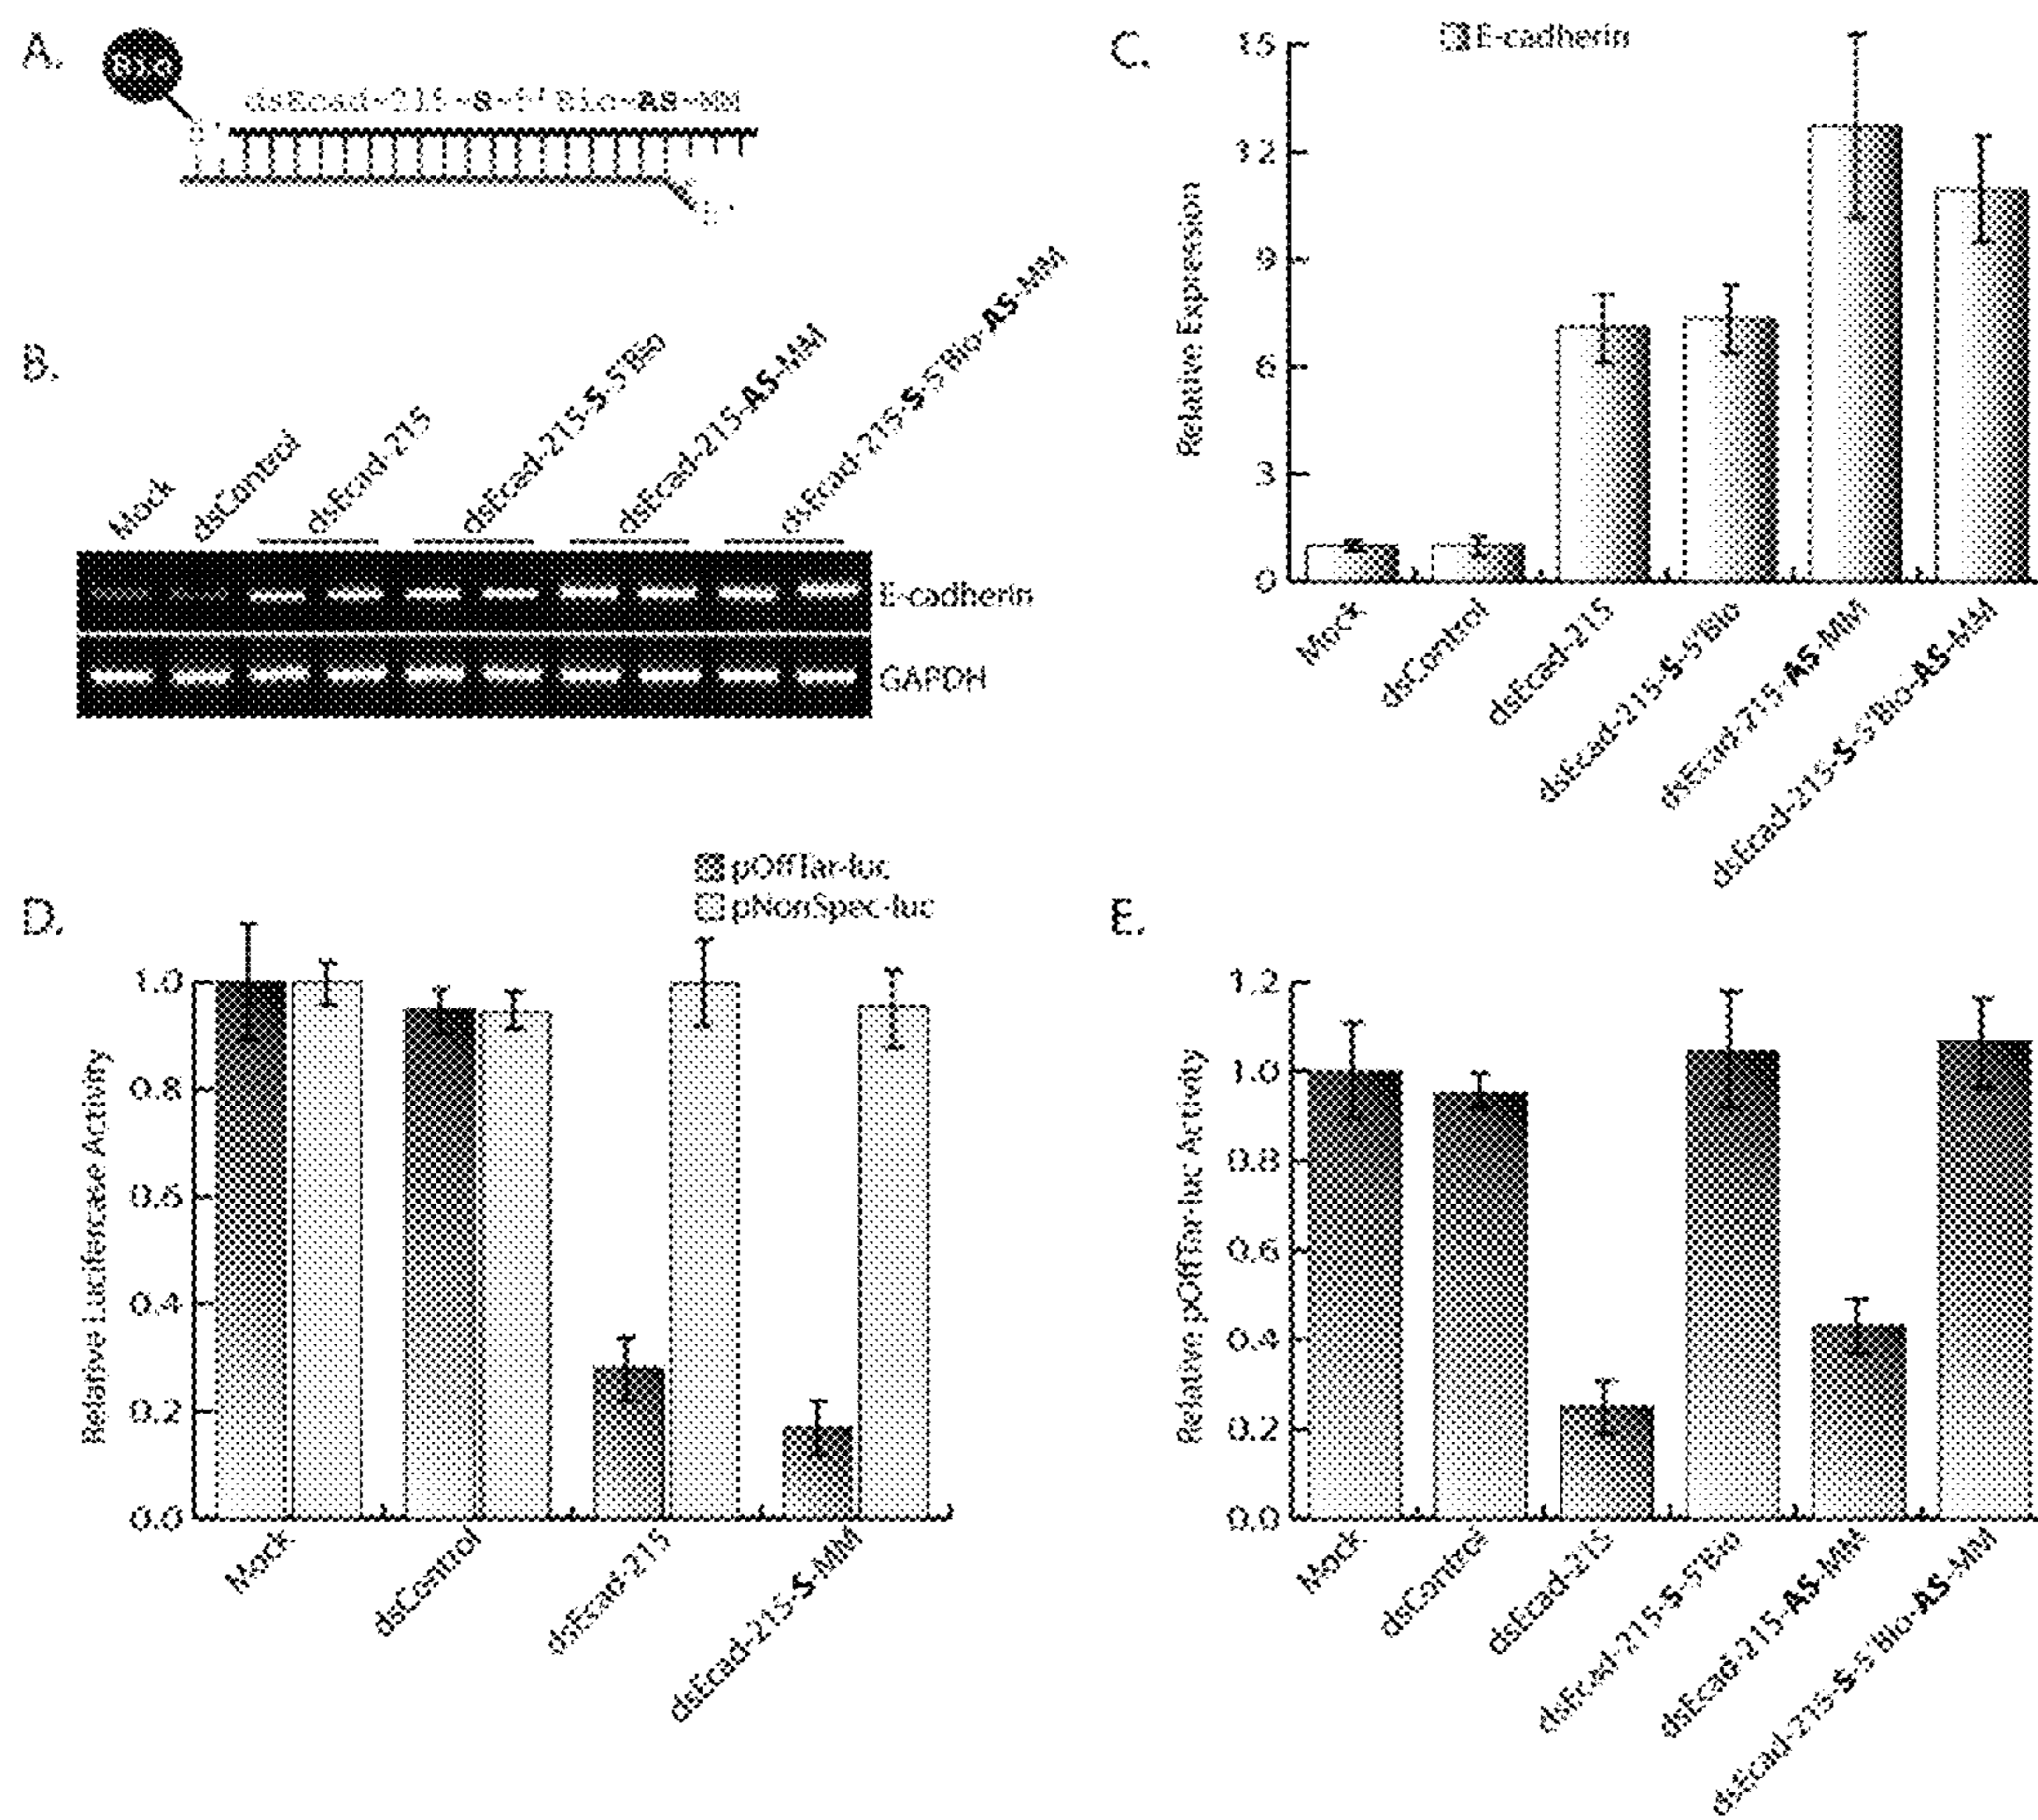 A.
Bio
dsEcad-215-S-5'Bio-AS-MM
B.
Mock
dsControl
dsEcad-215
dsEcad-215-S-5'Bio
dsEcad-215-AS-MM
dsEcad-215-S-5'Bio-AS-MM
E-cadherin
GAPDH
C.
E-cadherin
Relative Expression
15
12
9
6
3
0
Mock
dsControl
dsEcad-215
dsEcad-215-S-5'Bio
dsEcad-215-AS-MM
dsEcad-215-S-5'Bio-AS-MM
D.
pOffTar-luc
pNonSpec-luc
Relative Luciferase Activity
1.0
0.8
0.6
0.4
0.2
0.0
Mock
dsControl
dsEcad-215
dsEcad-215-S-MM
E.
Relative pOffTar-luc Activity
1.2
1.0
0.8
0.6
0.4
0.2
0.0
Mock
dsControl
dsEcad-215
dsEcad-215-S-5'Bio
dsEcad-215-AS-MM
dsEcad-215-S-5'Bio-AS-MM